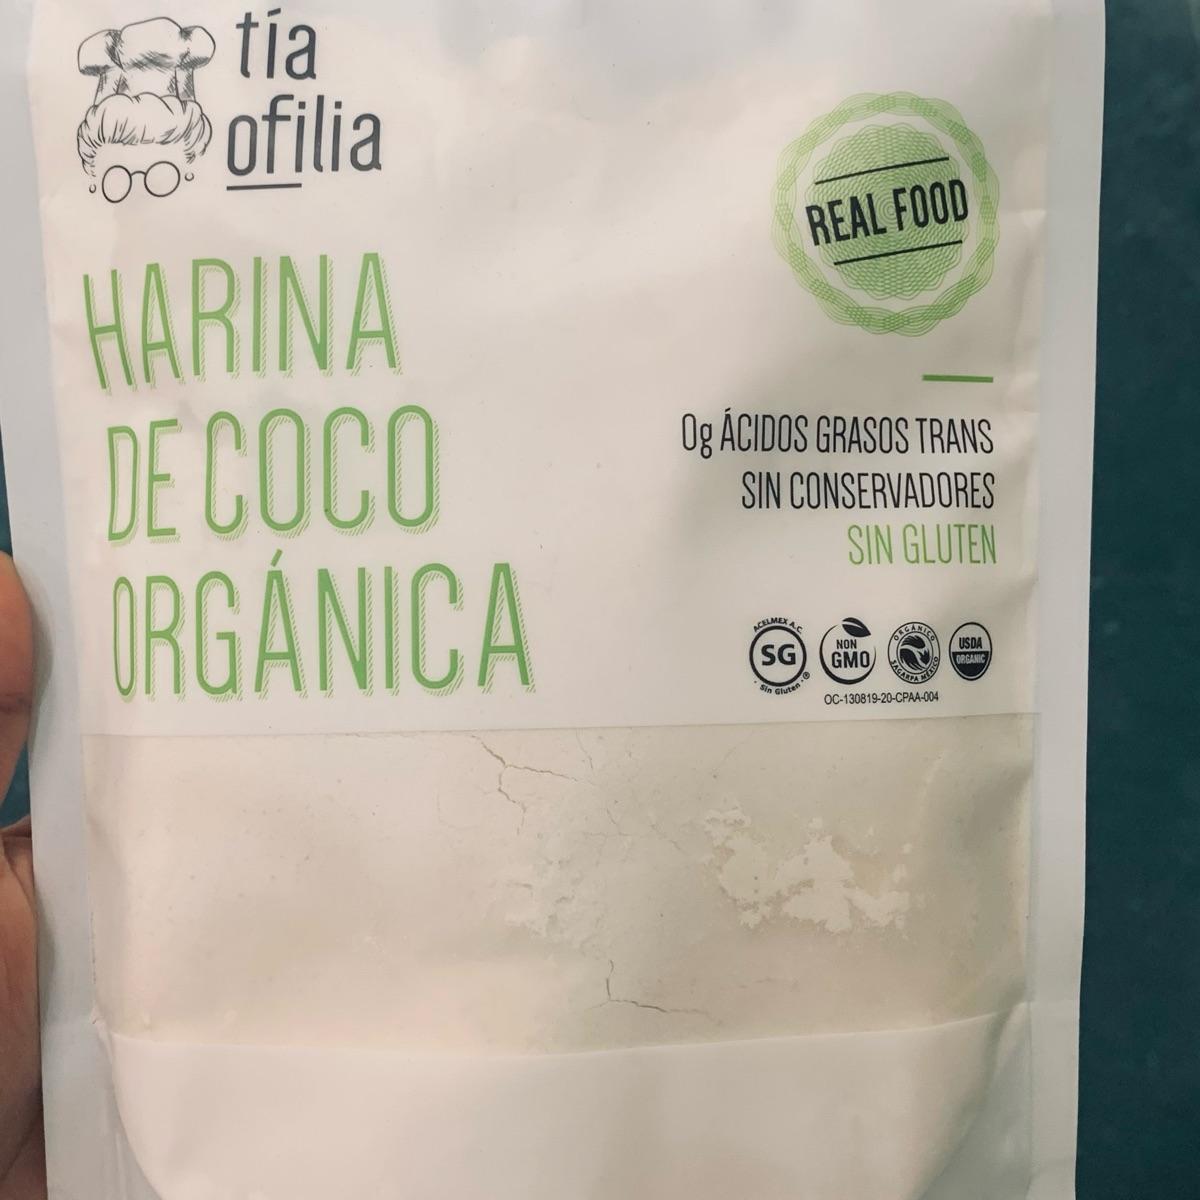 tía
ofilia
REAL FOOD
HARINA
DE COCO
ORGÁNICA
0g ÁCIDOS GRASOS TRANS
SIN CONSERVADORES
SIN GLUTEN
ACELMEX A.C.
SG
Sin Gluten
®
NON
GMO
ORGÁNICO
SAGARPA MÉXICO
USDA
ORGANIC
OC-130819-20-CPAA-004